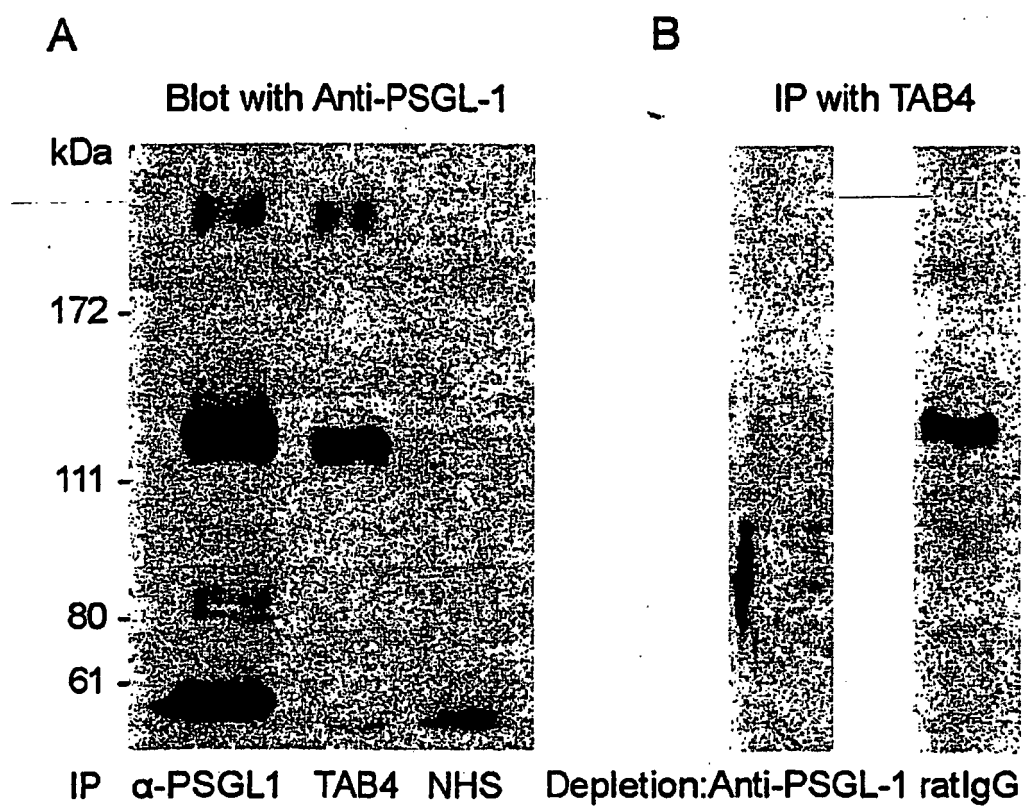 A
B
Blot with Anti-PSGL-1
IP with TAB4
kDa
172
111
80
61
IP α-PSGL1 TAB4 NHS
Depletion:Anti-PSGL-1 ratIgG